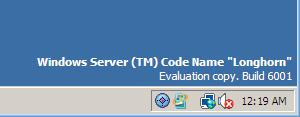 Windows Server (TM) Code Name "Longhorn"
Evaluation copy. Build 6001
12:19 AM